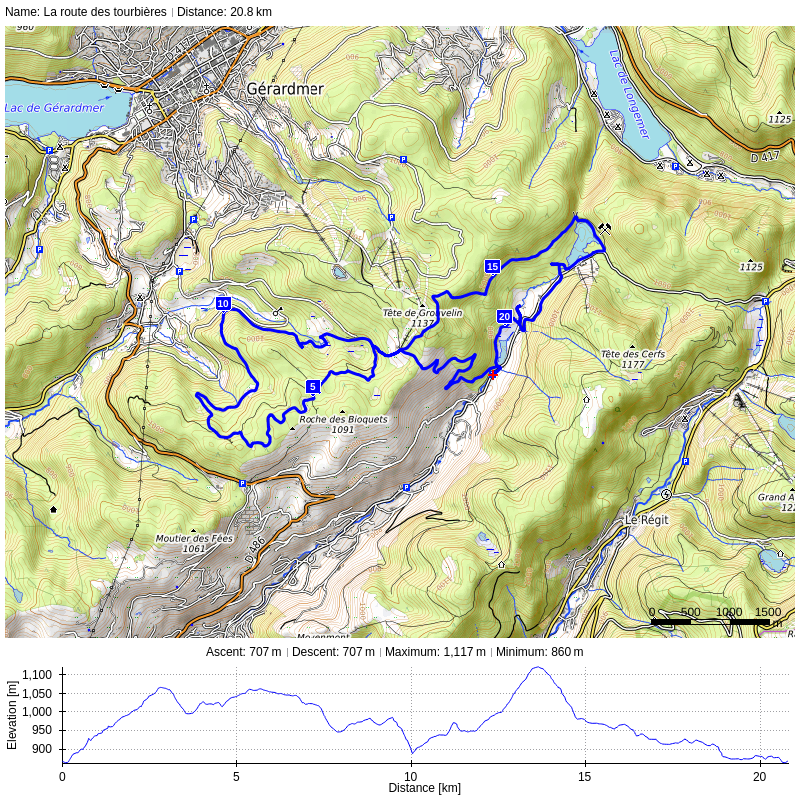 Name: La route des tourbières | Distance: 20.8 km
960
Gérardmer
Lac de Gérardmer
Lac de Longemer
1125
D 417
900
1125
Tête de Grouvelin
1137
15
10
20
5
Tête des Cerfs
1177
Roche des Bioquets
1091
Moutier des Fées
1061
D 486
Le Régit
Grand A
122
0 500 1000 1500
m
Ascent: 707 m | Descent: 707 m | Maximum: 1,117 m | Minimum: 860 m
Elevation [m]
1,100
1,050
1,000
950
900
0 5 10 15 20
Distance [km]